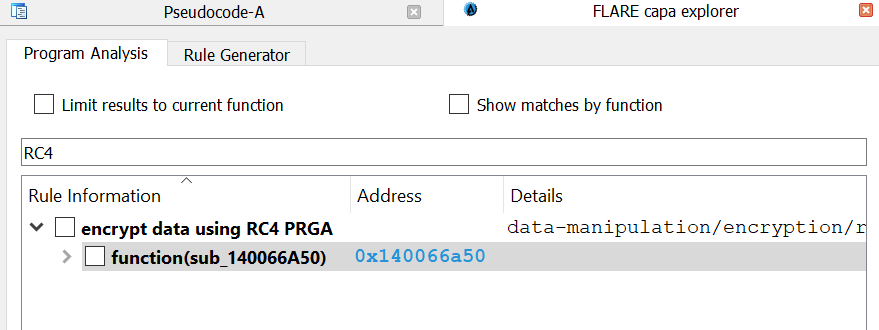 Pseudocode-A FLARE capa explorer
Program Analysis Rule Generator
Limit results to current function Show matches by function
RC4
Rule Information Address Details
encrypt data using RC4 PRGA data-manipulation/encryption/r
function(sub_140066A50) 0x140066a50